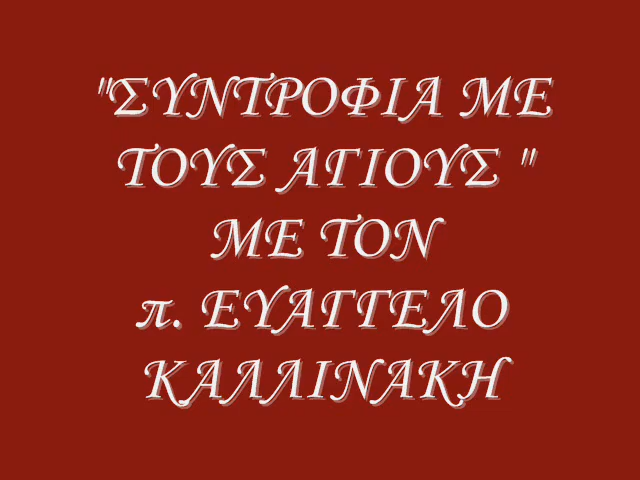 "ΣΥΝΤΡΟΦΙΑ ΜΕ
ΤΟΥΣ ΑΓΙΟΥΣ "
ΜΕ ΤΟΝ
π. ΕΥΑΓΓΕΛΟ
ΚΑΛΛΙΝΑΚΗ